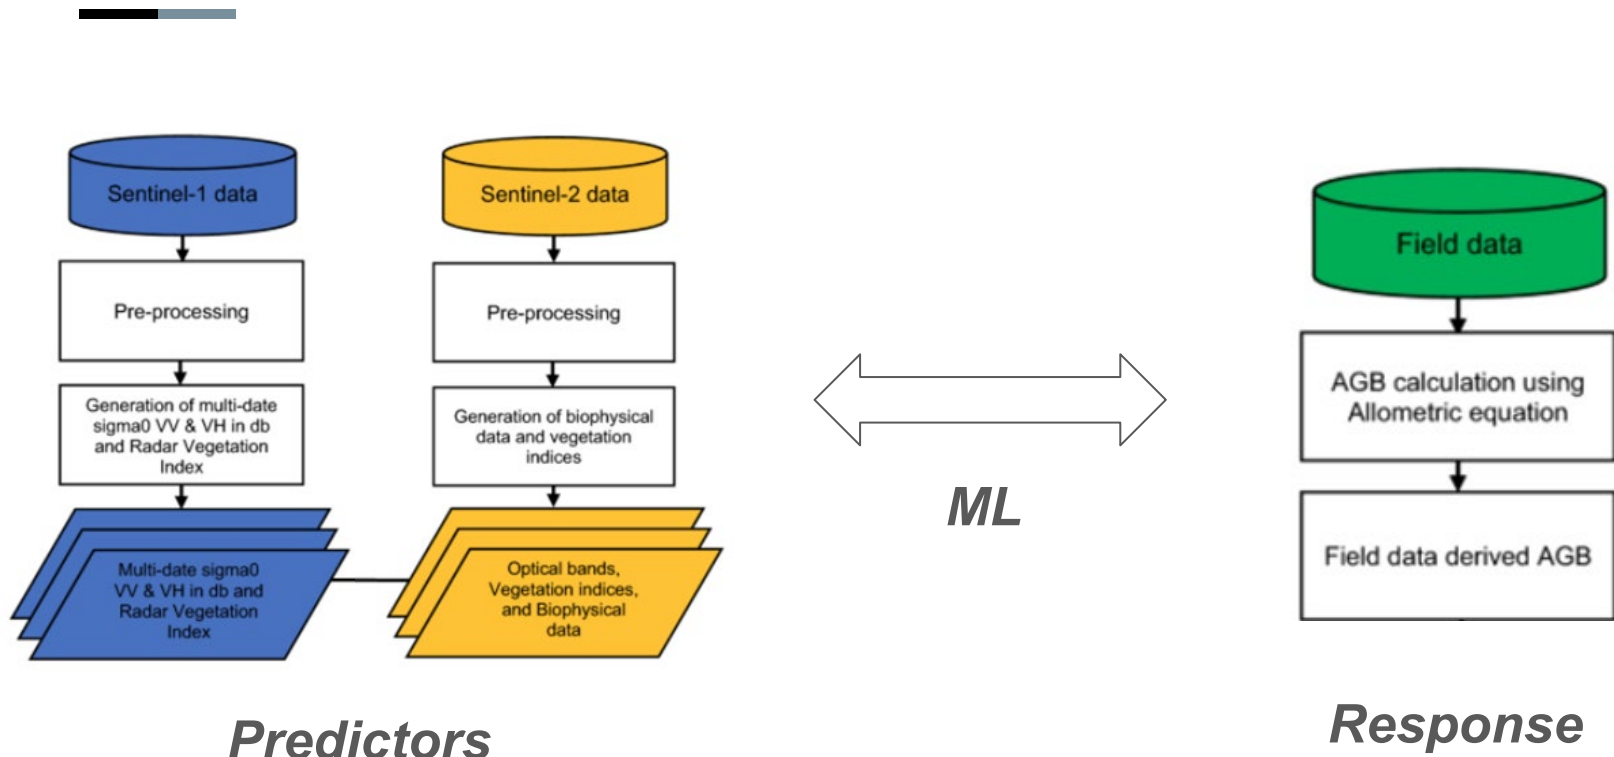 Sentinel-1 data
Pre-processing
Generation of multi-date
sigma0 VV & VH in db
and Radar Vegetation
Index
Multi-date sigma0
VV & VH in db and
Radar Vegetation
Index
Sentinel-2 data
Pre-processing
Generation of biophysical
data and vegetation
indices
Optical bands,
Vegetation indices,
and Biophysical
data
Predictors
ML
Field data
AGB calculation using
Allometric equation
Field data derived AGB
Response